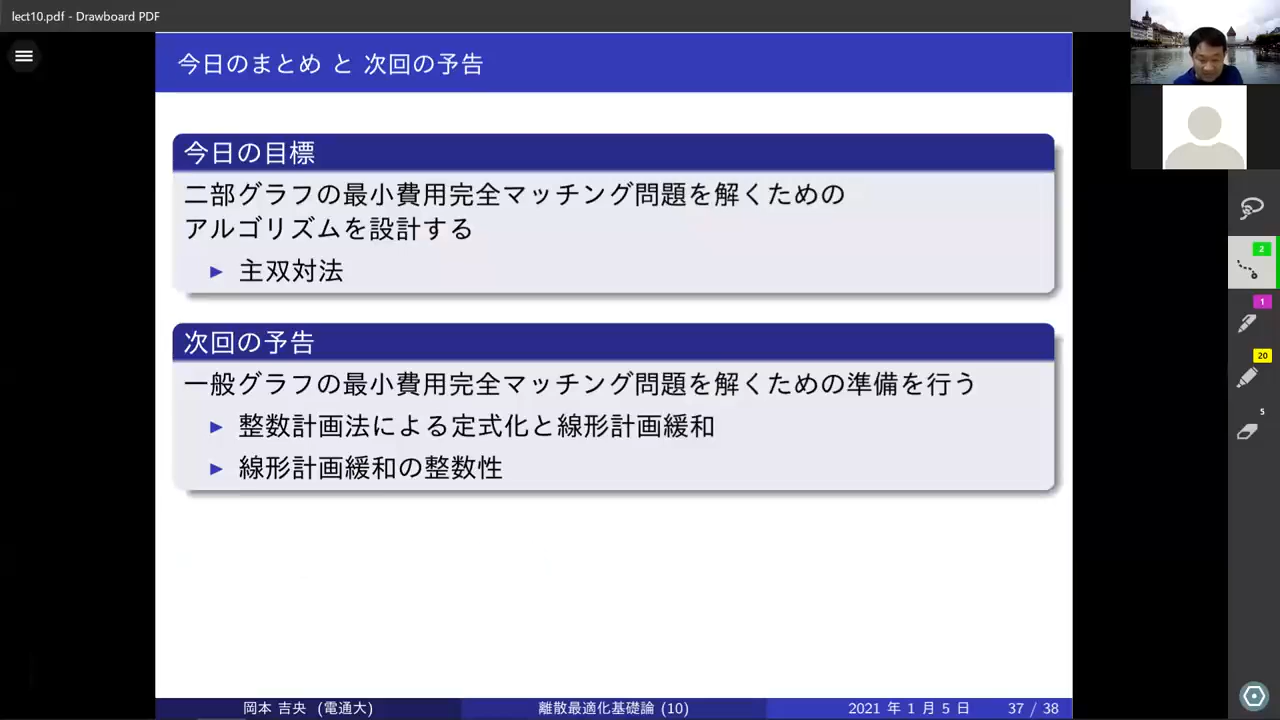 lect10.pdf - Drawboard PDF
今日のまとめ と 次回の予告
今日の目標
二部グラフの最小費用完全マッチング問題を解くための
アルゴリズムを設計する
▶ 主双対法
次回の予告
一般グラフの最小費用完全マッチング問題を解くための準備を行う
▶ 整数計画法による定式化と線形計画緩和
▶ 線形計画緩和の整数性
岡本 吉央 (電通大)
離散最適化基礎論 (10)
2021 年 1 月 5 日
37 / 38
2
1
20
5